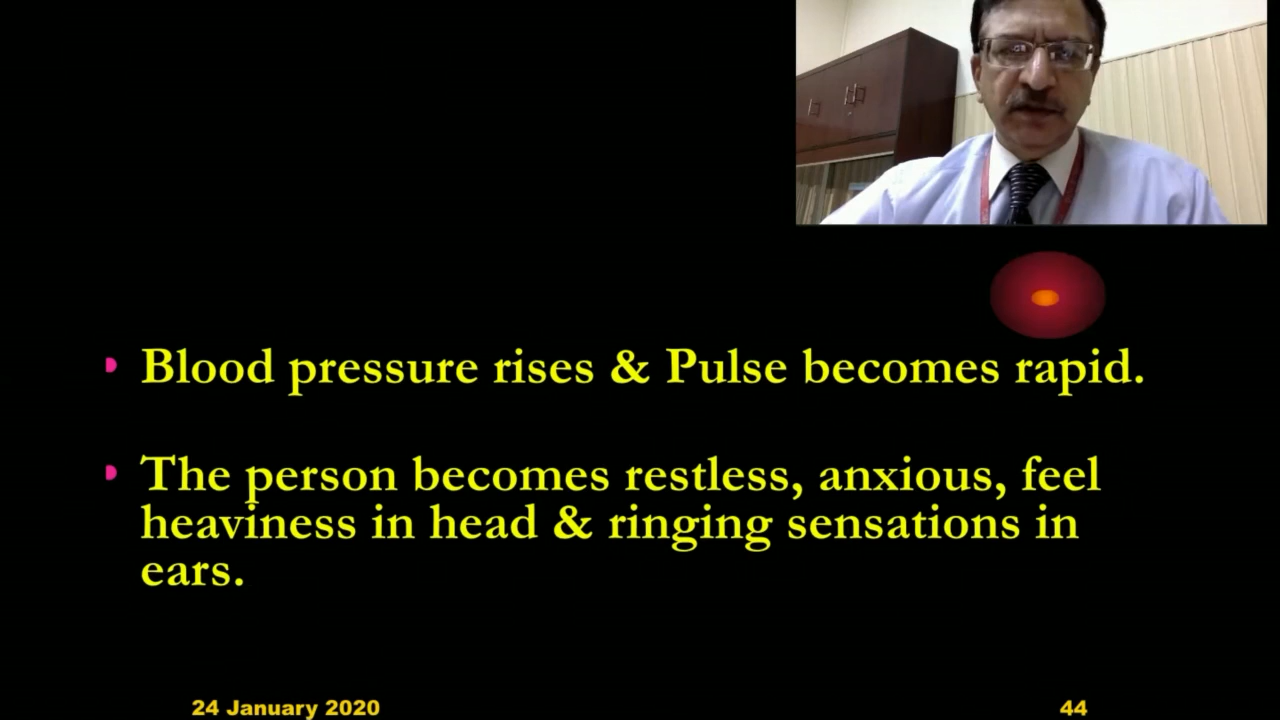 Blood pressure rises & Pulse becomes rapid.
The person becomes restless, anxious, feel
heaviness in head & ringing sensations in
ears.
24 January 2020
44